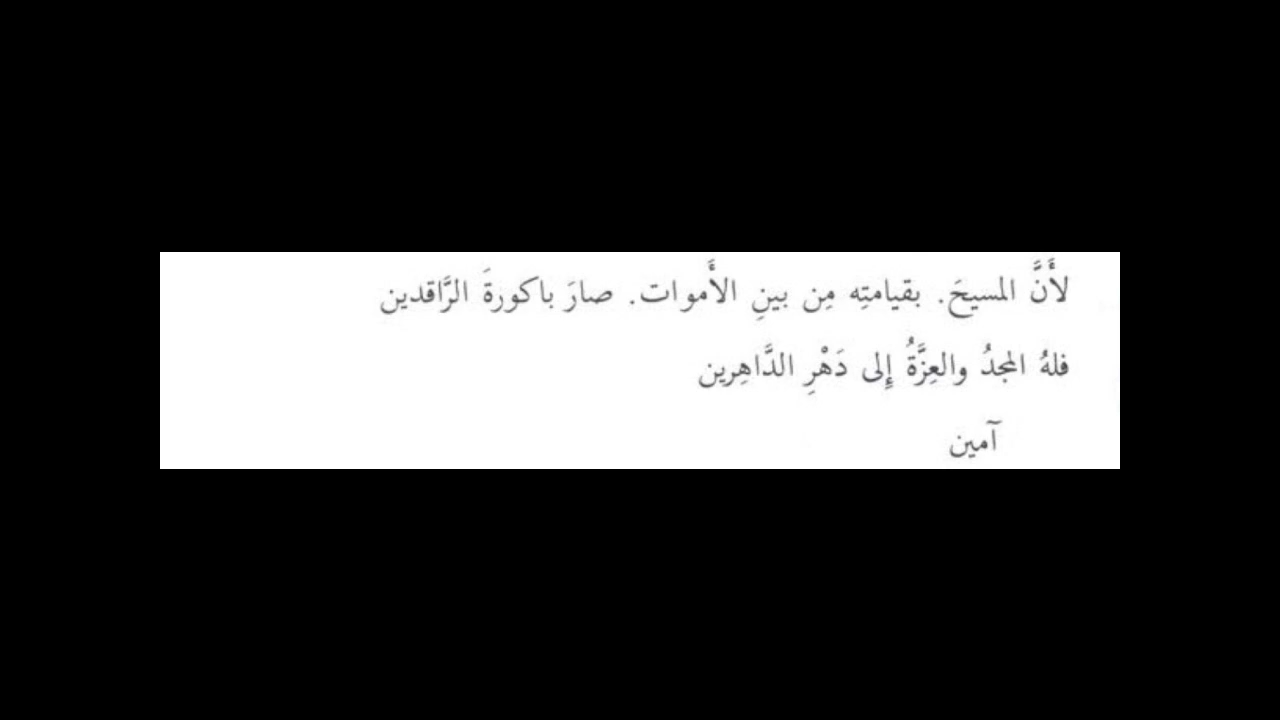 لأَنَّ المسيحَ. بقيامتِه مِن بينِ الأَموات. صارَ باكورةَ الرَّاقدين
فلهُ المجدُ والعِزَّةُ إِلى دَهْرِ الدَّاهِرين
آمين